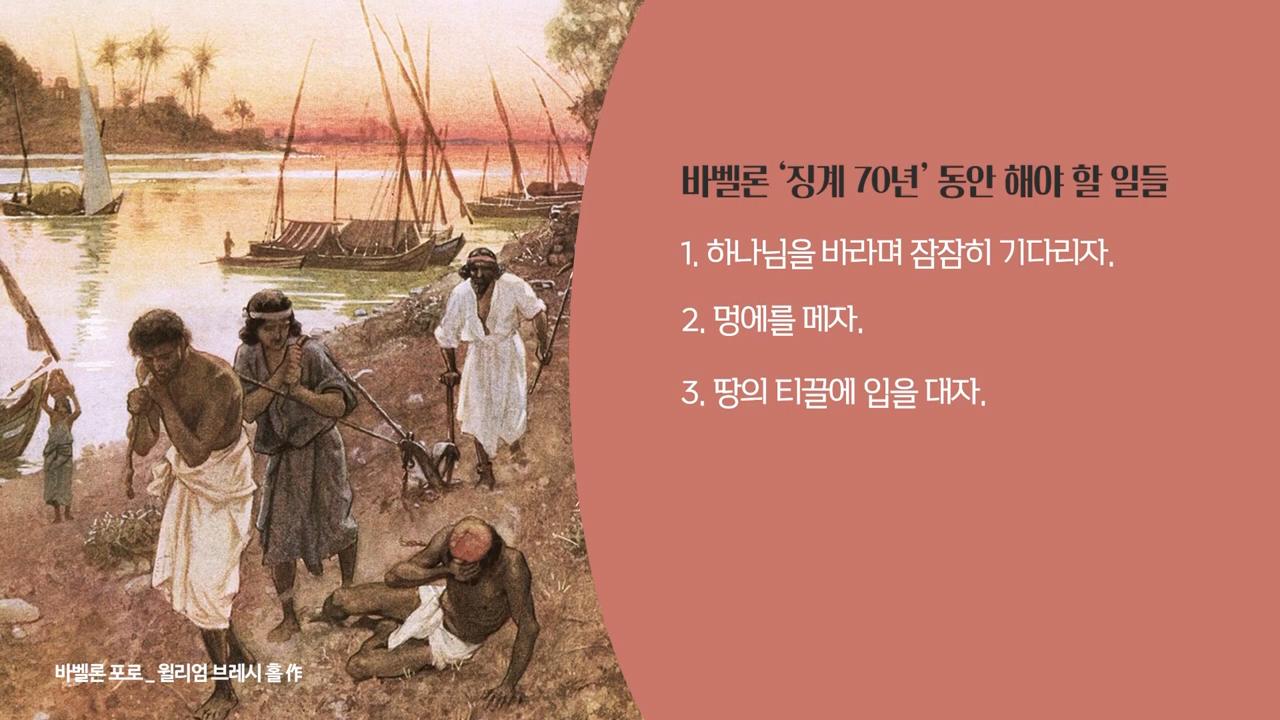 바벨론 ‘징계 70년’ 동안 해야 할 일들
1. 하나님을 바라며 잠잠히 기다리자.
2. 멍에를 메자.
3. 땅의 티끌에 입을 대자.
바벨론 포로 _ 윌리엄 브레시 홀 作